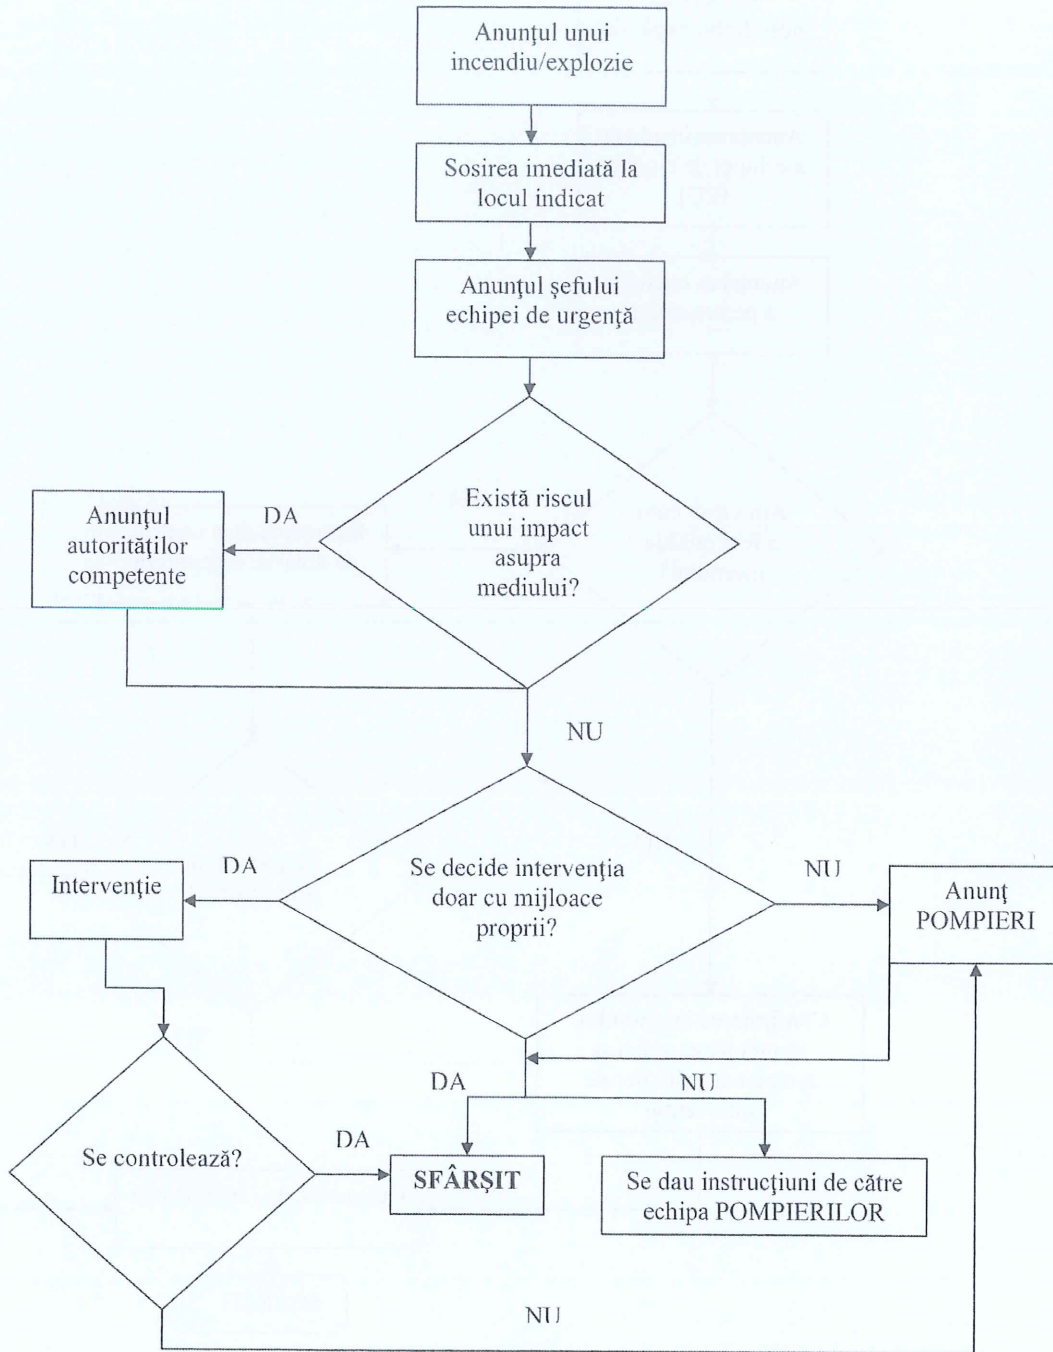 Anunţul unui
incendiu/explozie
Sosirea imediată la
locul indicat
Anunţul şefului
echipei de urgenţă
Există riscul
unui impact
asupra
mediului?
DA
Anunţul
autorităţilor
competente
NU
Se decide intervenţia
doar cu mijloace
proprii?
DA
Intervenţie
NU
Anunţ
POMPIERI
DA
NU
Se controlează?
DA
SFÂRŞIT
Se dau instrucţiuni de către
echipa POMPIERILOR
NU